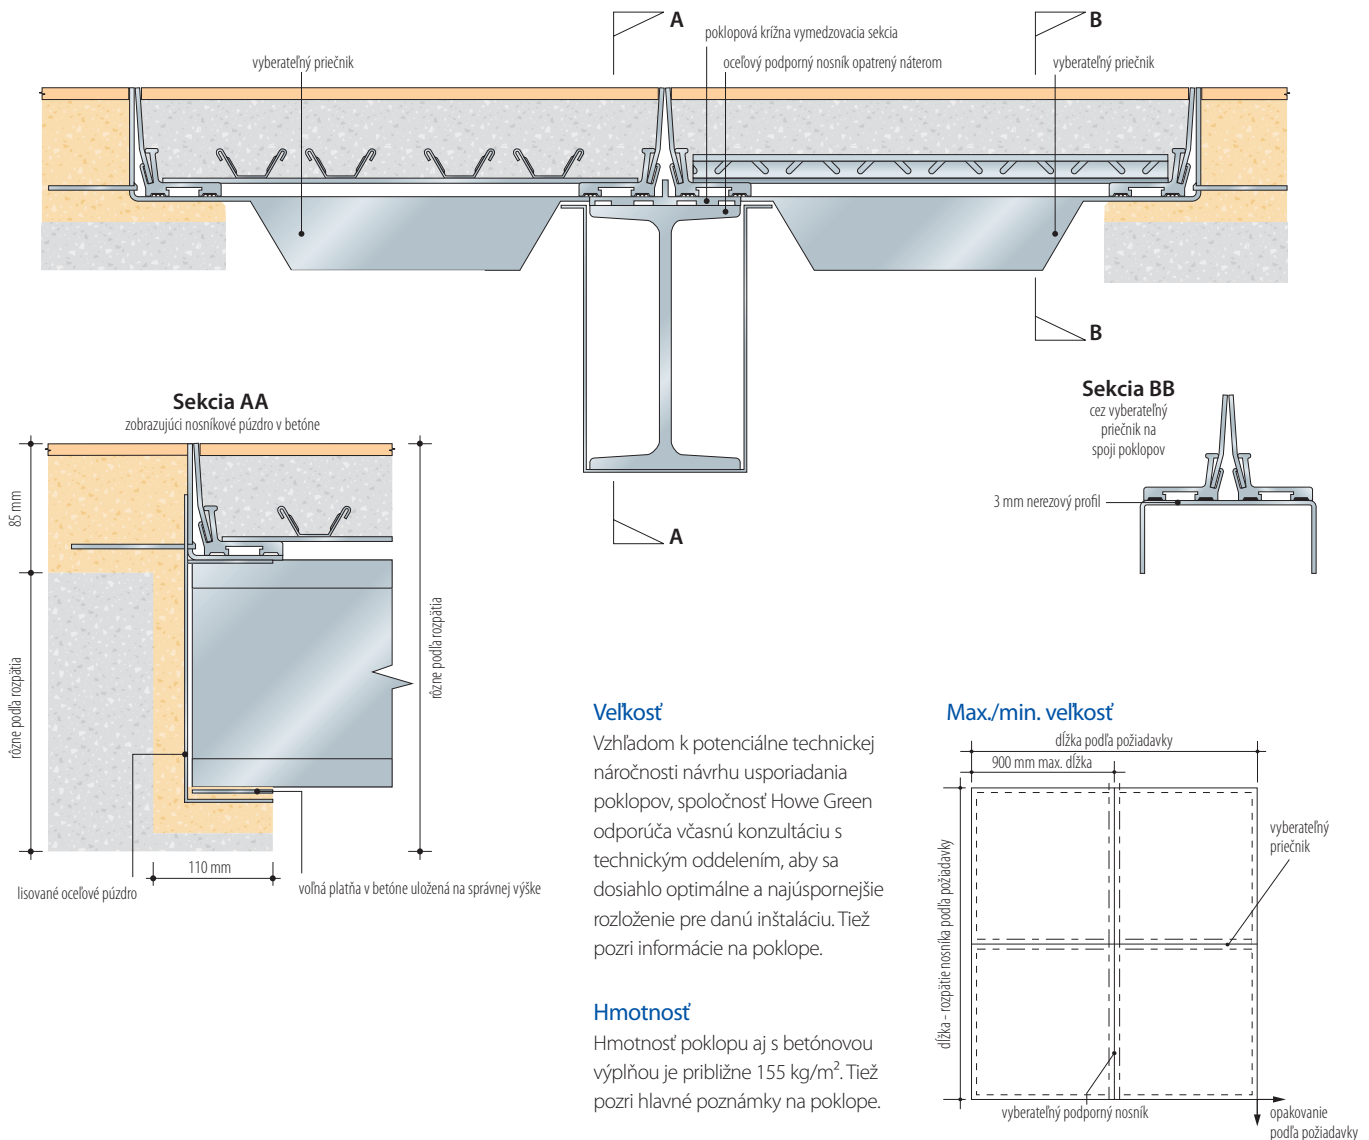 A
B
poklopová krížna vymedzovacia sekcia
vyberateľný priečnik
oceľový podporný nosník opatrený náterom
vyberateľný priečnik
B
A
Sekcia AA
zobrazujúci nosníkové púzdro v betóne
85 mm
rôzne podľa rozpätia
rôzne podľa rozpätia
110 mm
lisované oceľové púzdro
voľná platňa v betóne uložená na správnej výške
Sekcia BB
cez vyberateľný
priečnik na
spoji poklopov
3 mm nerezový profil
Veľkosť
Vzhľadom k potenciálne technickej
náročnosti návrhu usporiadania
poklopov, spoločnosť Howe Green
odporúča včasnú konzultáciu s
technickým oddelením, aby sa
dosiahlo optimálne a najúspornejšie
rozloženie pre danú inštaláciu. Tiež
pozri informácie na poklope.
Hmotnosť
Hmotnosť poklopu aj s betónovou
výplňou je približne 155 kg/m². Tiež
pozri hlavné poznámky na poklope.
Max./min. veľkosť
dĺžka podľa požiadavky
900 mm max. dĺžka
vyberateľný
priečnik
dĺžka - rozpätie nosníka podľa požiadavky
vyberateľný podporný nosník
opakovanie
podľa požiadavky